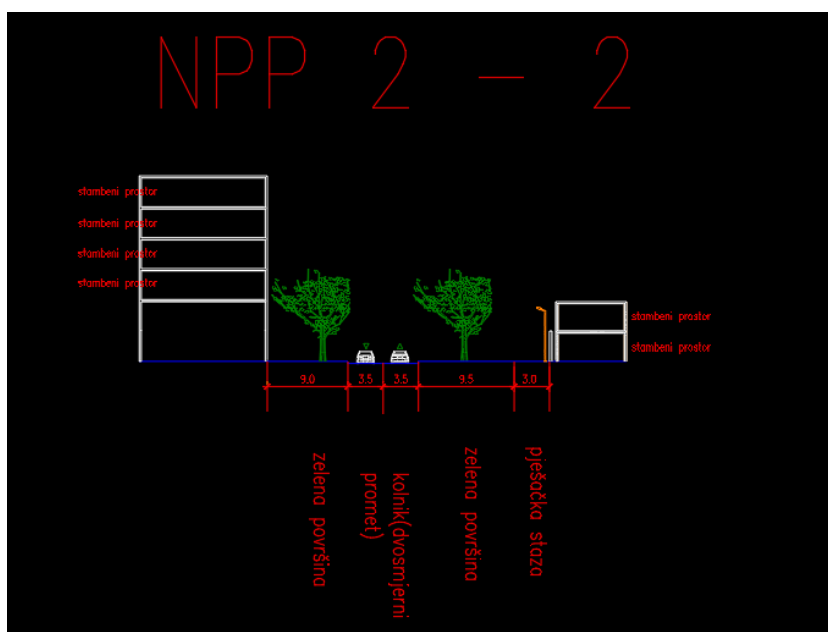 NPP 2 - 2
stambeni prostor
stambeni prostor
stambeni prostor
stambeni prostor
stambeni prostor
stambeni prostor
9.0
3.5
3.5
9.5
3.0
zelena površina
kolnik(dvosmjerni
promet)
zelena površina
pješačka staza